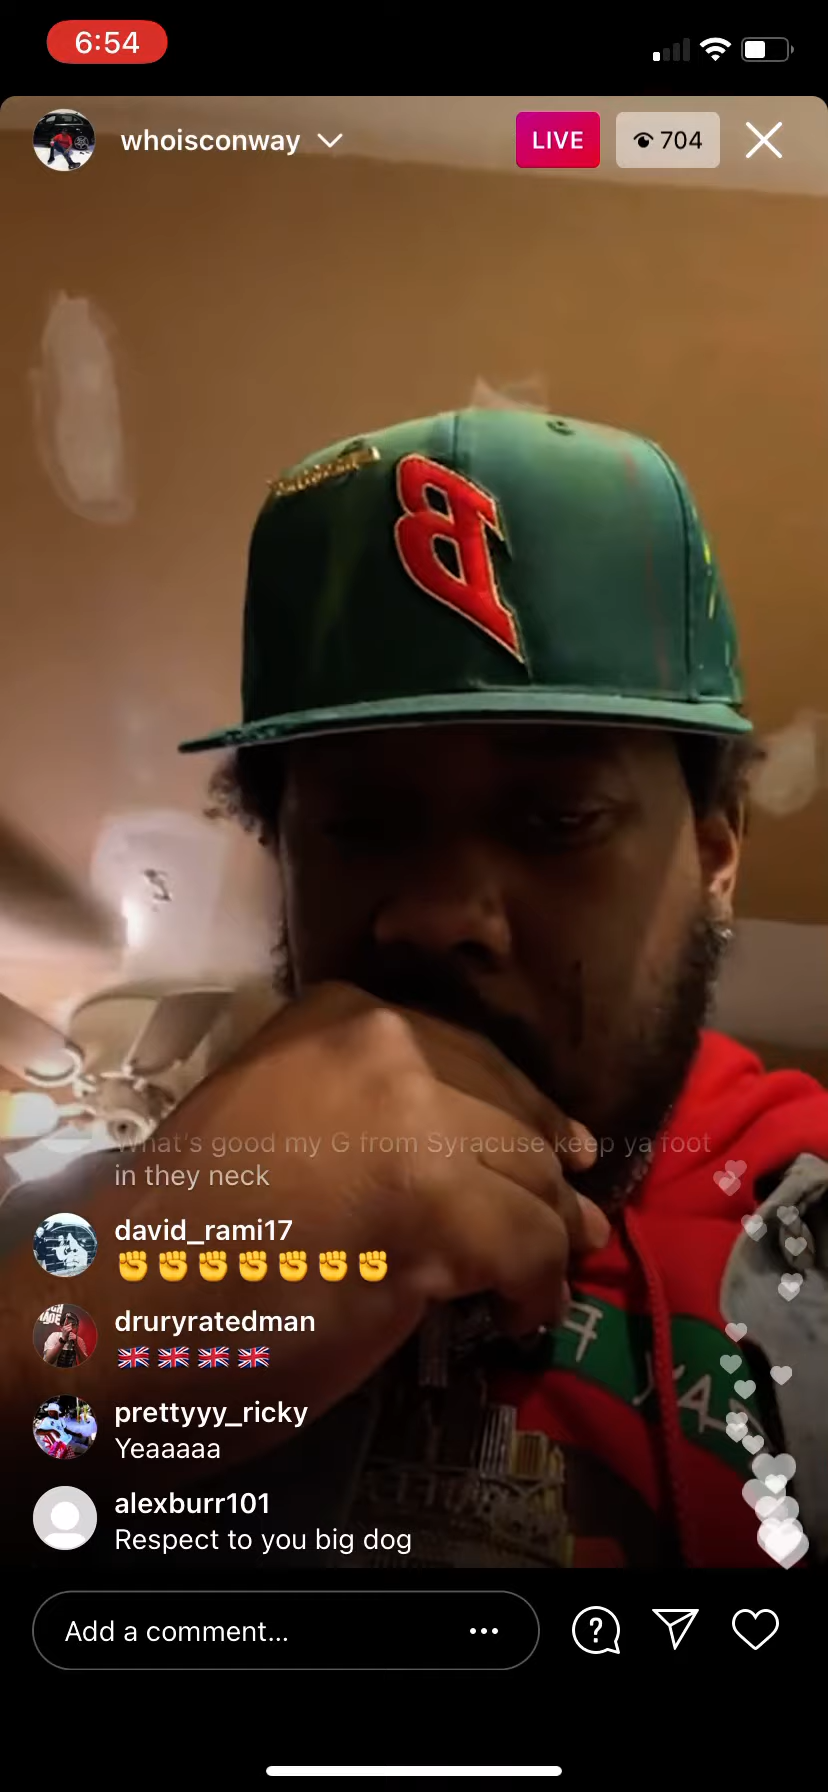 6:54
whoisconway
LIVE
704
B
What's good my G from Syracuse keep ya foot
in they neck
david_rami17
✊✊✊✊✊✊✊
druryratedman
🇬🇧🇬🇧🇬🇧🇬🇧
prettyyy_ricky
Yeaaaaa
alexburr101
Respect to you big dog
Add a comment...